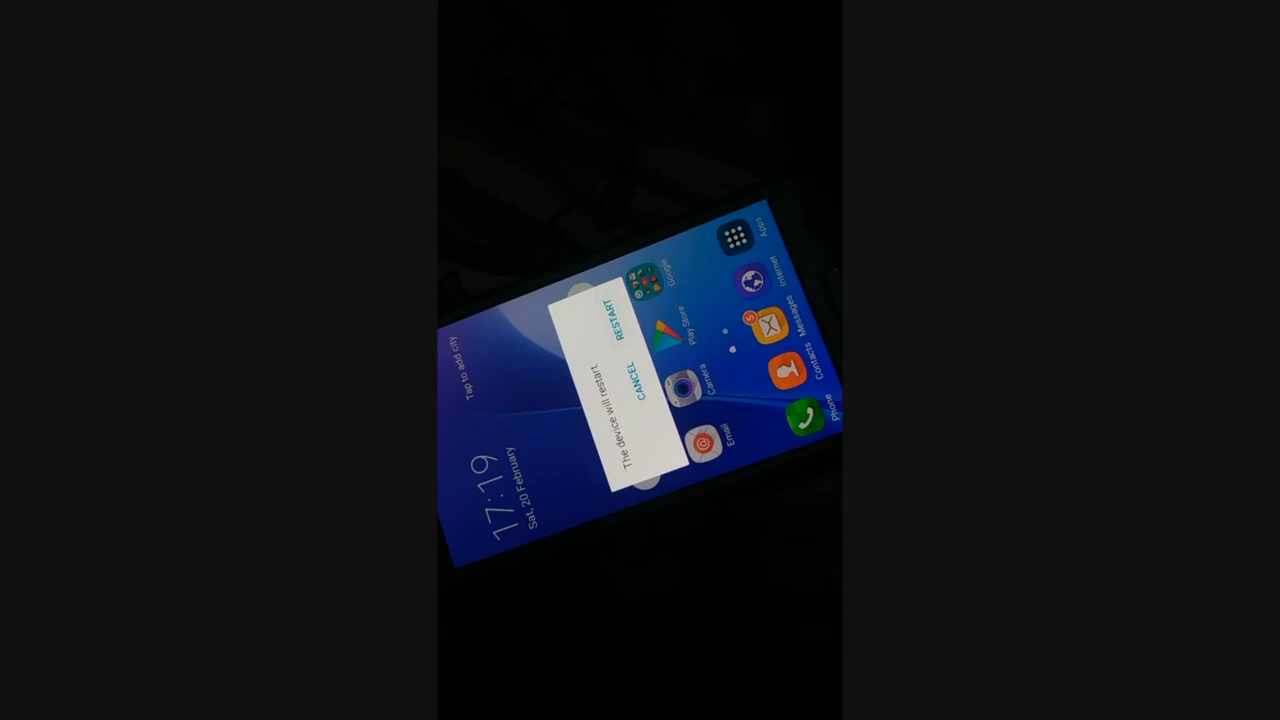 17:19
Sat, 20 February
Tap to add city
The device will restart.
CANCEL RESTART
Email Camera Play Store Google
5
Phone Contacts Messages Internet Apps